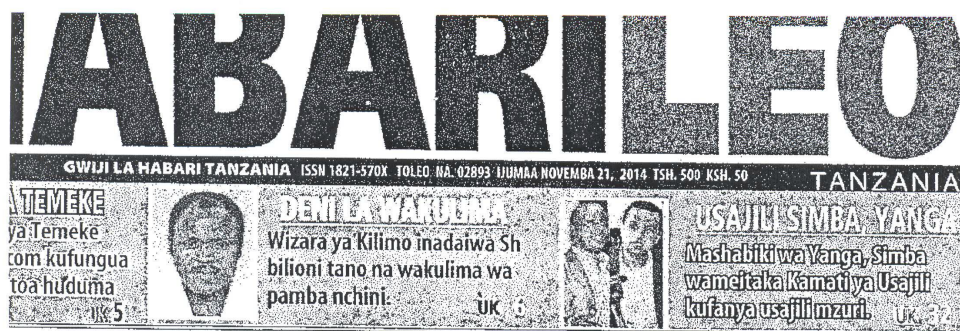 HABARI LEO
GWIJI LA HABARI TANZANIA ISSN 1821-570X TOLEO NA. 02893 IJUMAA NOVEMBA 21, 2014 TSH. 500 KSH. 50
TANZANIA
A TEMEKE
ya Temeke
com kufungua
toa huduma
UK. 5
DENI LA WAKULIMA
Wizara ya Kilimo inadaiwa Sh
bilioni tano na wakulima wa
pamba nchini.
UK. 6
USAJILI SIMBA, YANGA
Mashabiki wa Yanga, Simba
wameitaka Kamati ya Usajili
kufanya usajili mzuri.
UK. 32